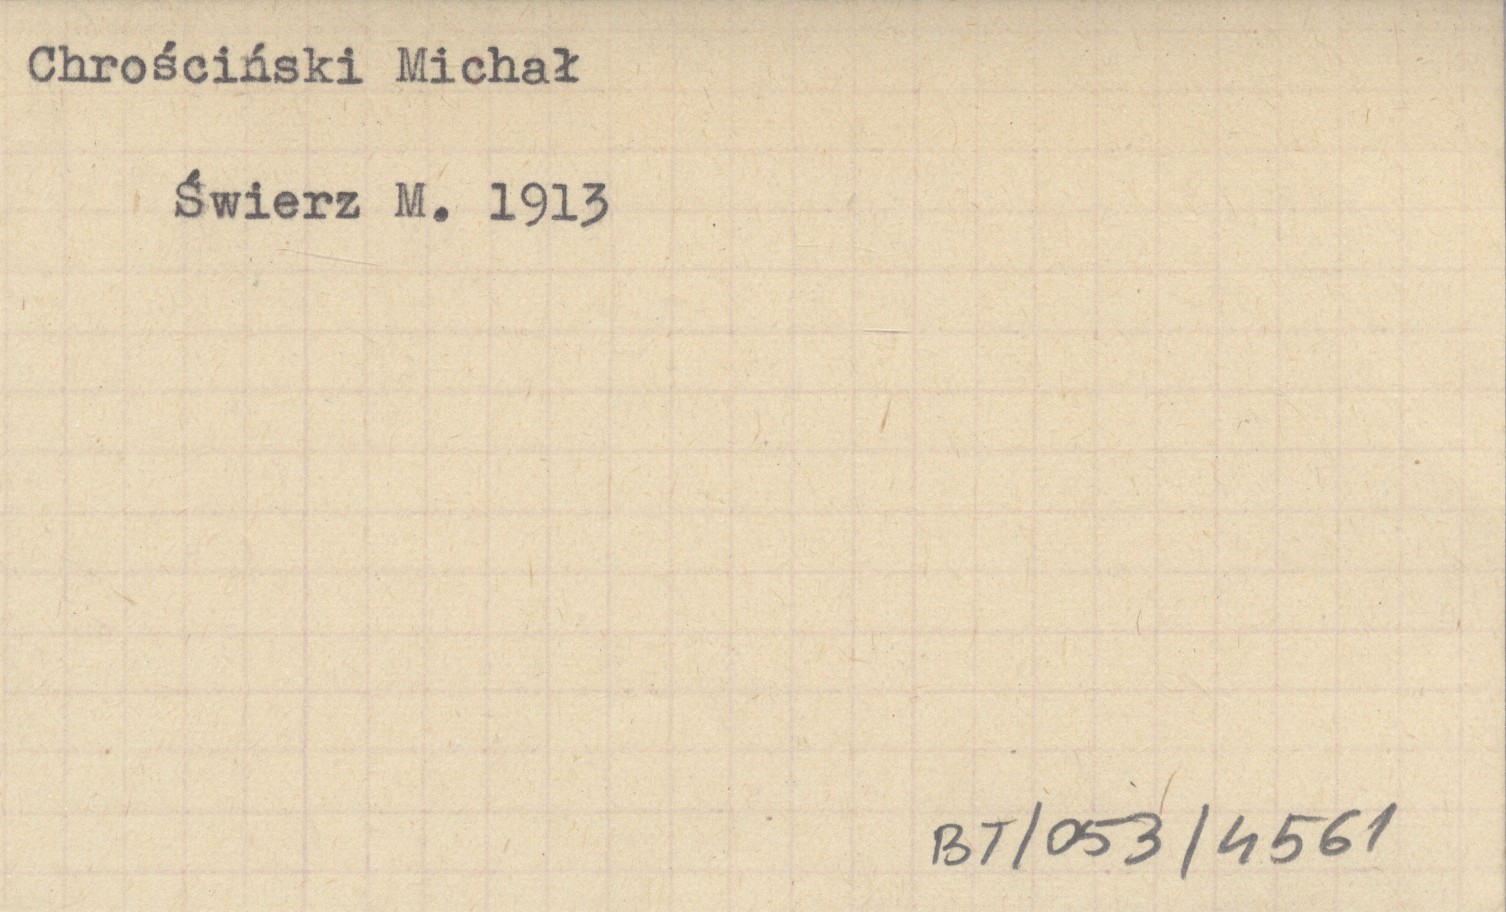 Chrościński Michał
Świerz M. 1913
BT/053/4561